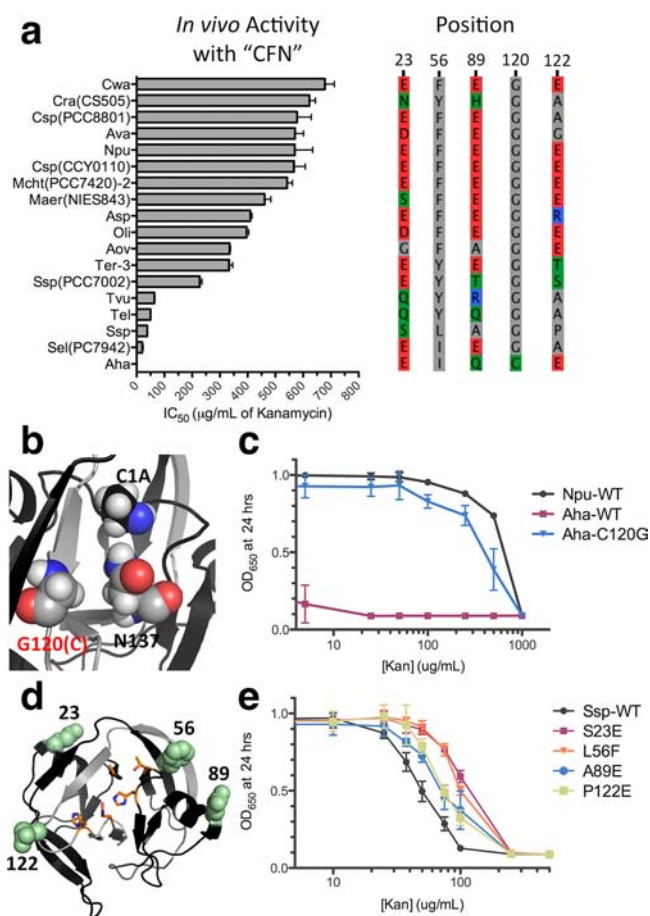 a
In vivo Activity
with "CFN"
Position
23 56 89 120 122
Cwa E F E G E
Cra(CS505) N Y H G A
Csp(PCC8801) E F E G A
Ava D F E G G
Npu E F E G E
Csp(CCY0110) E F E G E
Mcht(PCC7420)-2 E F E G E
Maer(NIES843) S F E G E
Asp E F E G R
Oli D F E G E
Aov G F A G E
Ter-3 E Y E G T
Ssp(PCC7002) E Y T G S
Tvu Q Y R G A
Tel Q Y Q G A
Ssp S L A G P
Sel(PC7942) E I E G A
Aha E I Q C E
0 100 200 300 400 500 600 700 800
IC50 (µg/mL of Kanamycin)
b
C1A
G120(C)
N137
c
OD650 at 24 hrs
1.0
0.5
0.0
10 100 1000
[Kan] (ug/mL)
Npu-WT
Aha-WT
Aha-C120G
d
23
56
89
122
e
OD650 at 24 hrs
1.0
0.5
0.0
10 100
[Kan] (ug/mL)
Ssp-WT
S23E
L56F
A89E
P122E